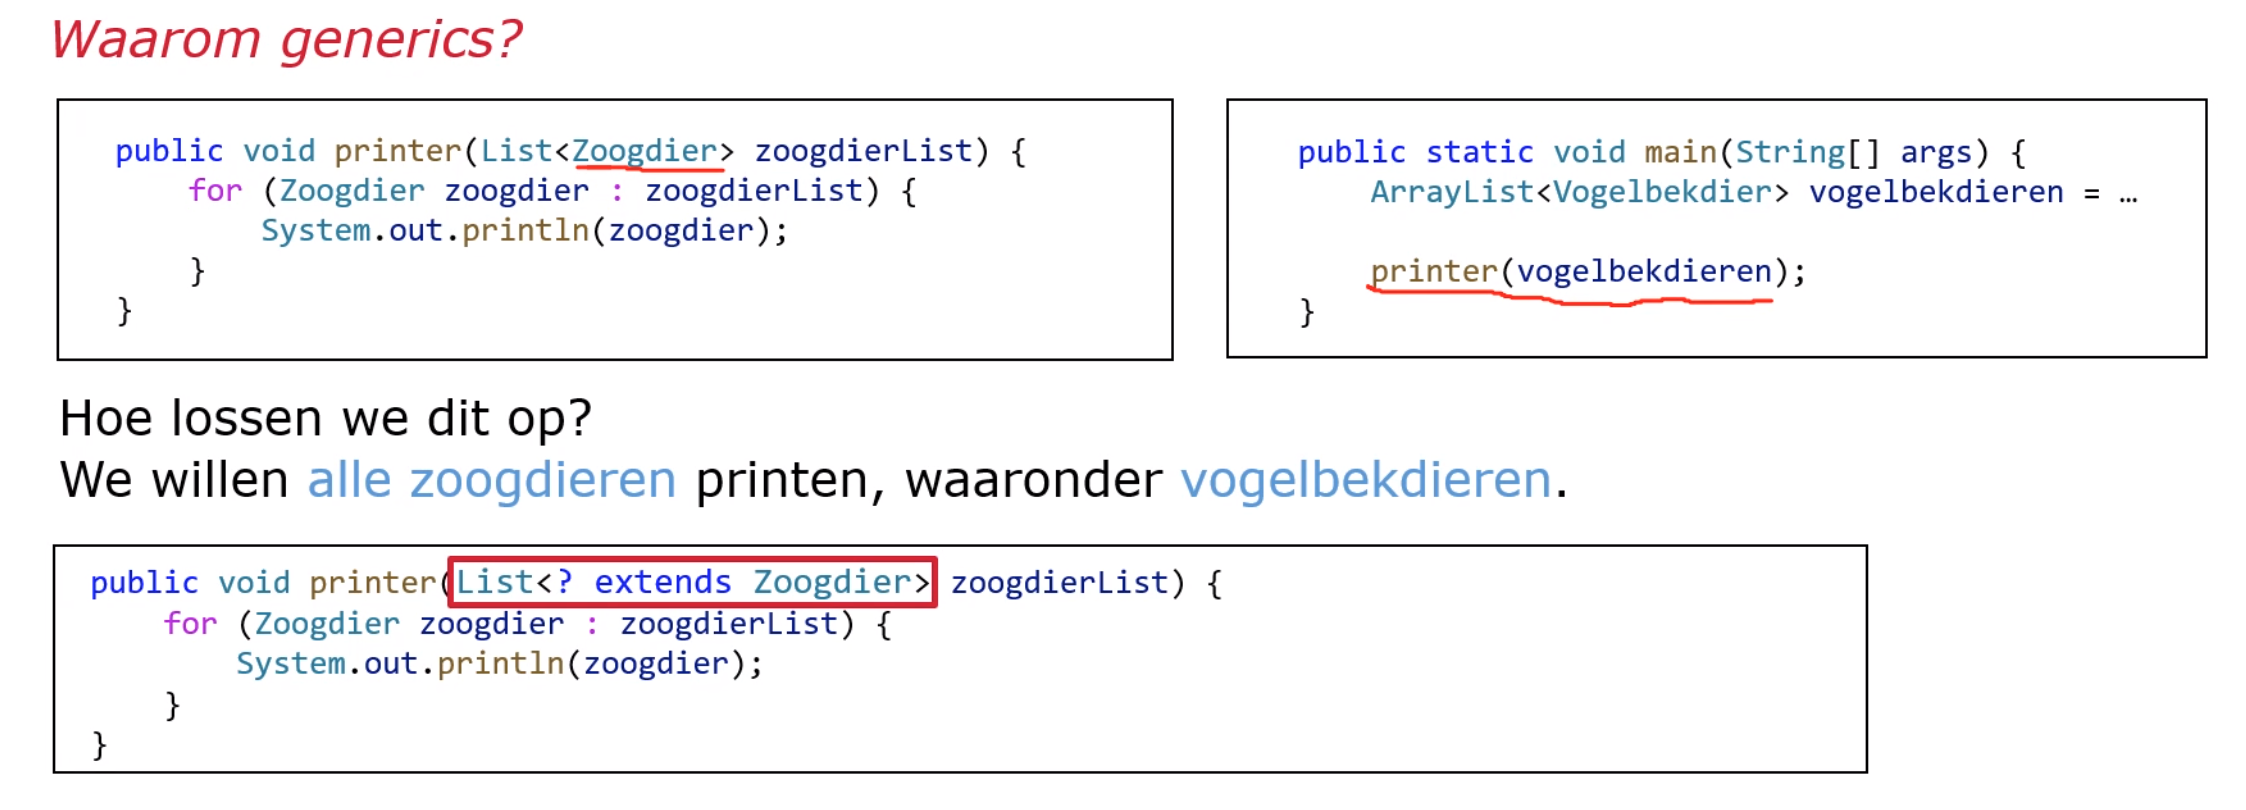 Waarom generics?
public void printer(List<Zoogdier> zoogdierList) {
for (Zoogdier zoogdier : zoogdierList) {
System.out.println(zoogdier);
}
}
public static void main(String[] args) {
ArrayList<Vogelbekdier> vogelbekdieren = …
printer(vogelbekdieren);
}
Hoe lossen we dit op?
We willen alle zoogdieren printen, waaronder vogelbekdieren.
public void printer(List<? extends Zoogdier> zoogdierList) {
for (Zoogdier zoogdier : zoogdierList) {
System.out.println(zoogdier);
}
}